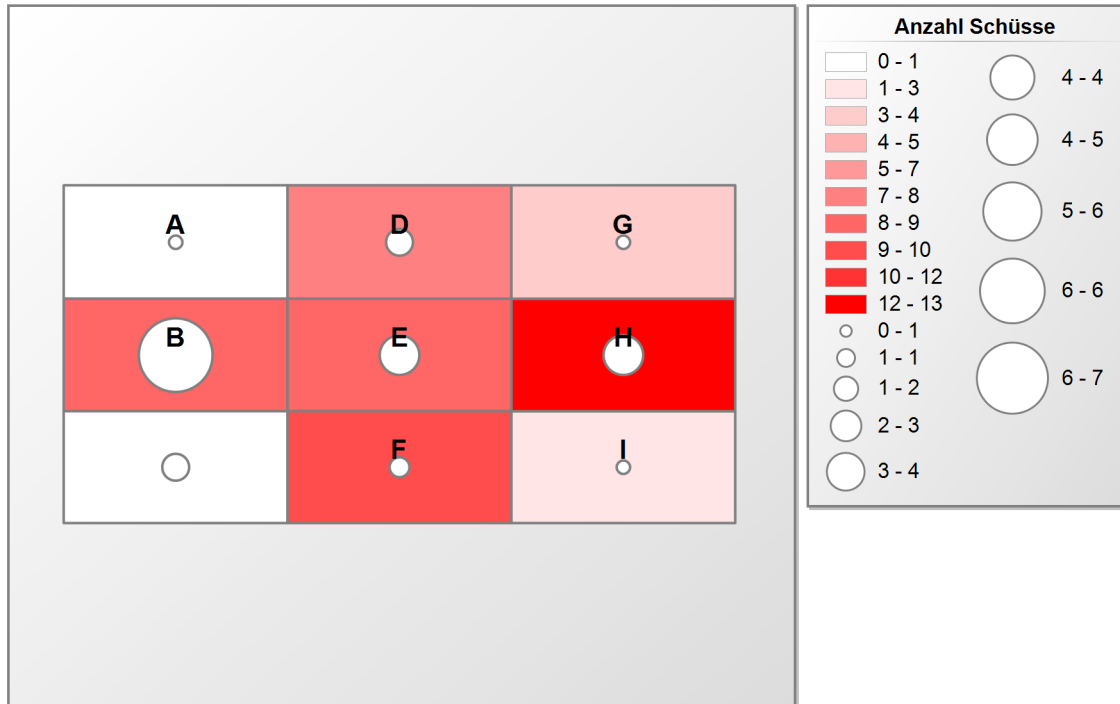 A
D
G
B
E
H
F
I
Anzahl Schüsse
0 - 1
1 - 3
3 - 4
4 - 5
5 - 7
7 - 8
8 - 9
9 - 10
10 - 12
12 - 13
0 - 1
1 - 1
1 - 2
2 - 3
3 - 4
4 - 4
4 - 5
5 - 6
6 - 6
6 - 7